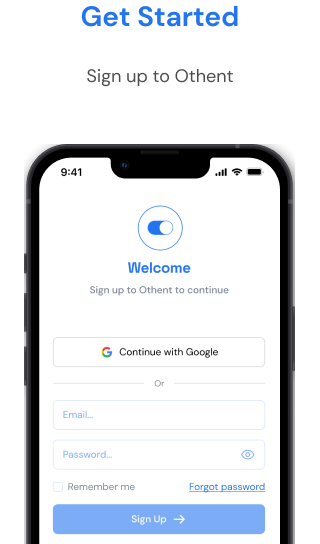 Get Started
Sign up to Othent
9:41
Welcome
Sign up to Othent to continue
Continue with Google
Or
Email...
Password...
Remember me Forgot password
Sign Up